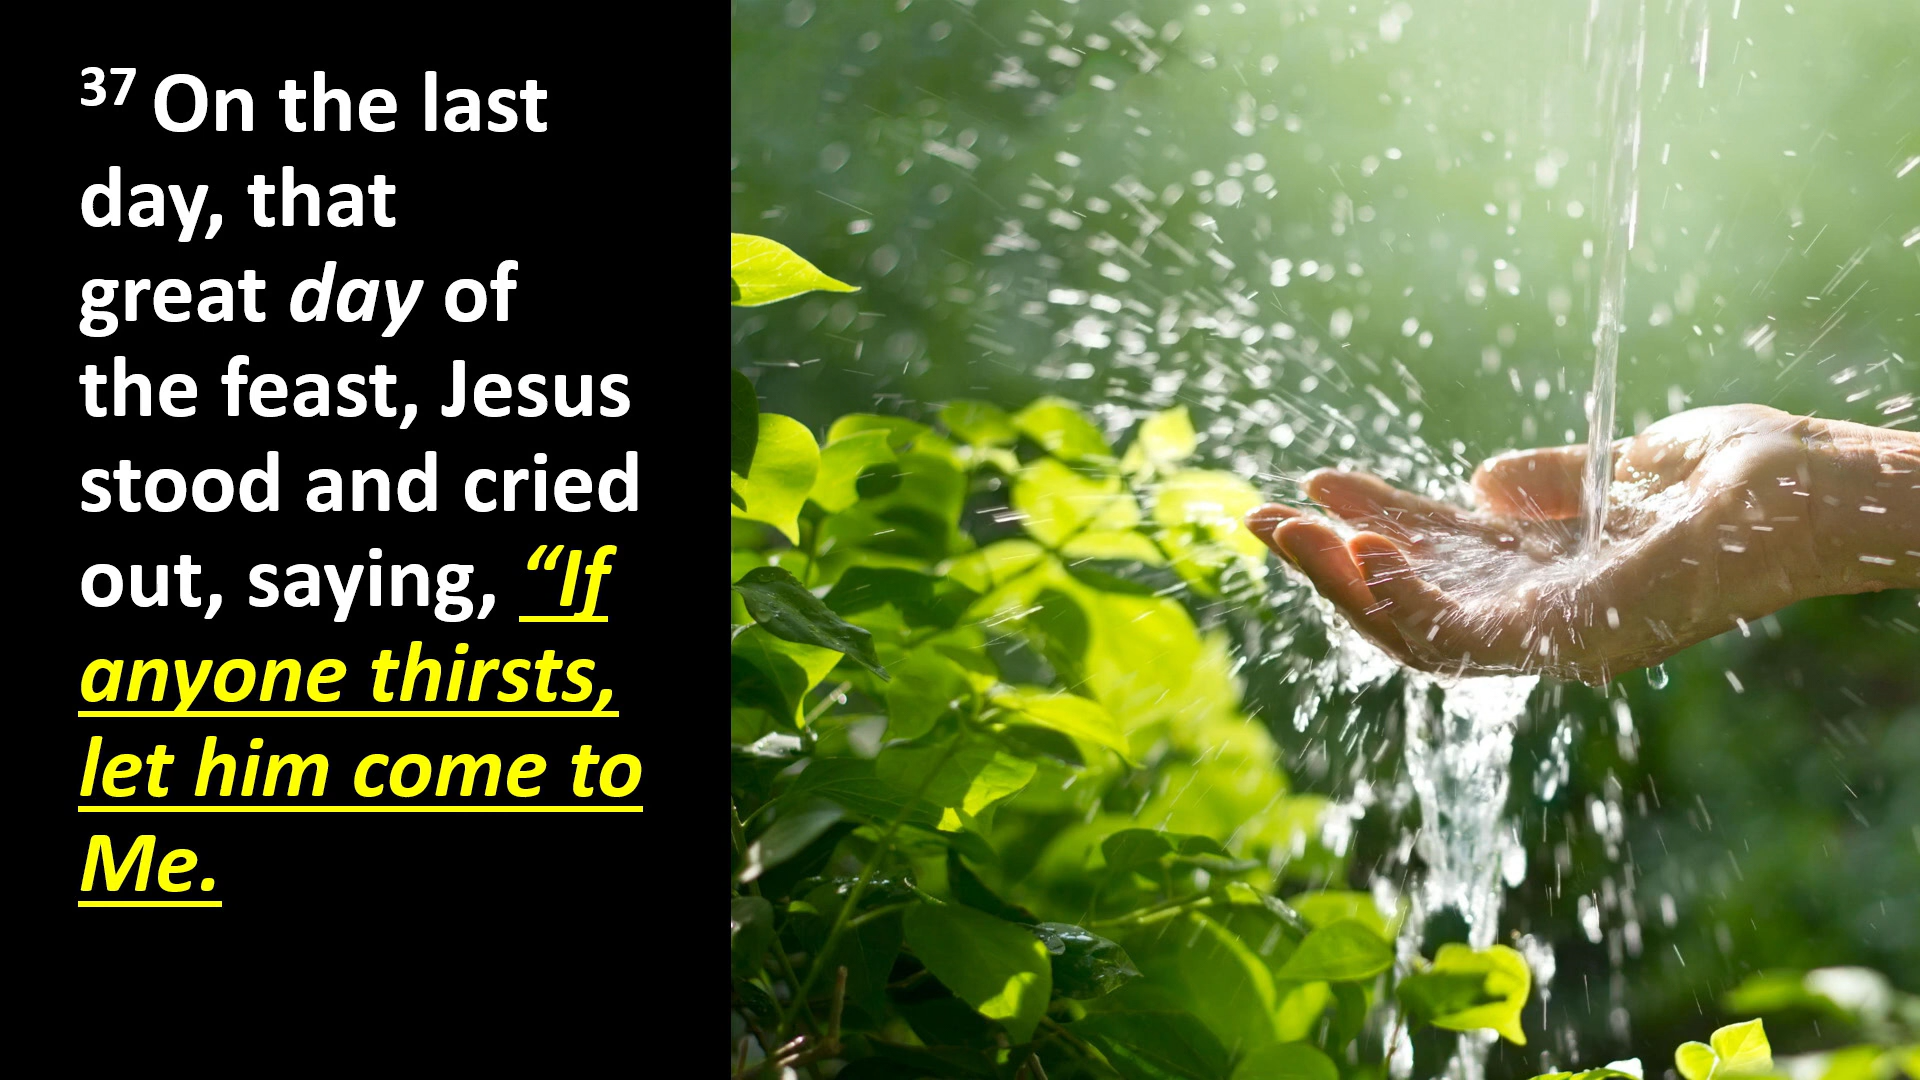 37 On the last
day, that
great day of
the feast, Jesus
stood and cried
out, saying, “If
anyone thirsts,
let him come to
Me.